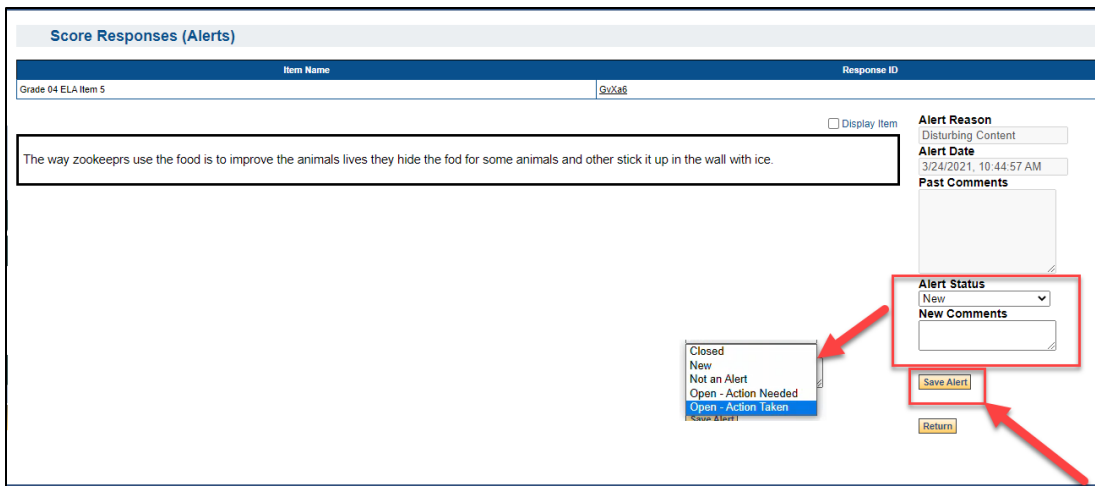 Score Responses (Alerts)
Item Name Response ID
Grade 04 ELA Item 5 GvXa6
Display Item
Alert Reason
Disturbing Content
The way zookeeprs use the food is to improve the animals lives they hide the fod for some animals and other stick it up in the wall with ice.
Alert Date
3/24/2021, 10:44:57 AM
Past Comments
Alert Status
New
New Comments
Closed
New
Not an Alert
Open - Action Needed
Open - Action Taken
Save Alert
Save Alert
Return